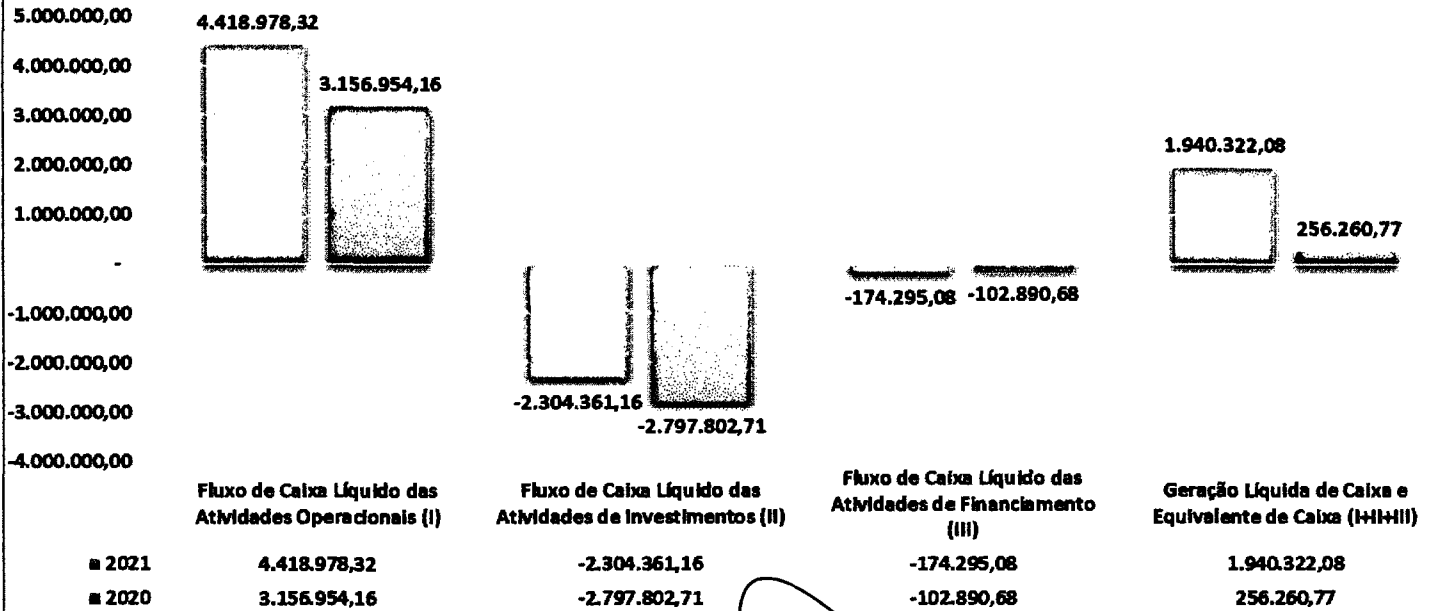 5.000.000,00
4.418.978,32
4.000.000,00
3.156.954,16
3.000.000,00
2.000.000,00
1.940.322,08
1.000.000,00
256.260,77
-
-174.295,08 -102.890,68
-1.000.000,00
-2.000.000,00
-2.304.361,16
-3.000.000,00
-2.797.802,71
-4.000.000,00
Fluxo de Caixa Líquido das Atividades Operacionais (I)
Fluxo de Caixa Líquido das Atividades de Investimentos (II)
Fluxo de Caixa Líquido das Atividades de Financiamento (III)
Geração Líquida de Caixa e Equivalente de Caixa (I+II+III)
2021 4.418.978,32 -2.304.361,16 -174.295,08 1.940.322,08
2020 3.156.954,16 -2.797.802,71 -102.890,68 256.260,77